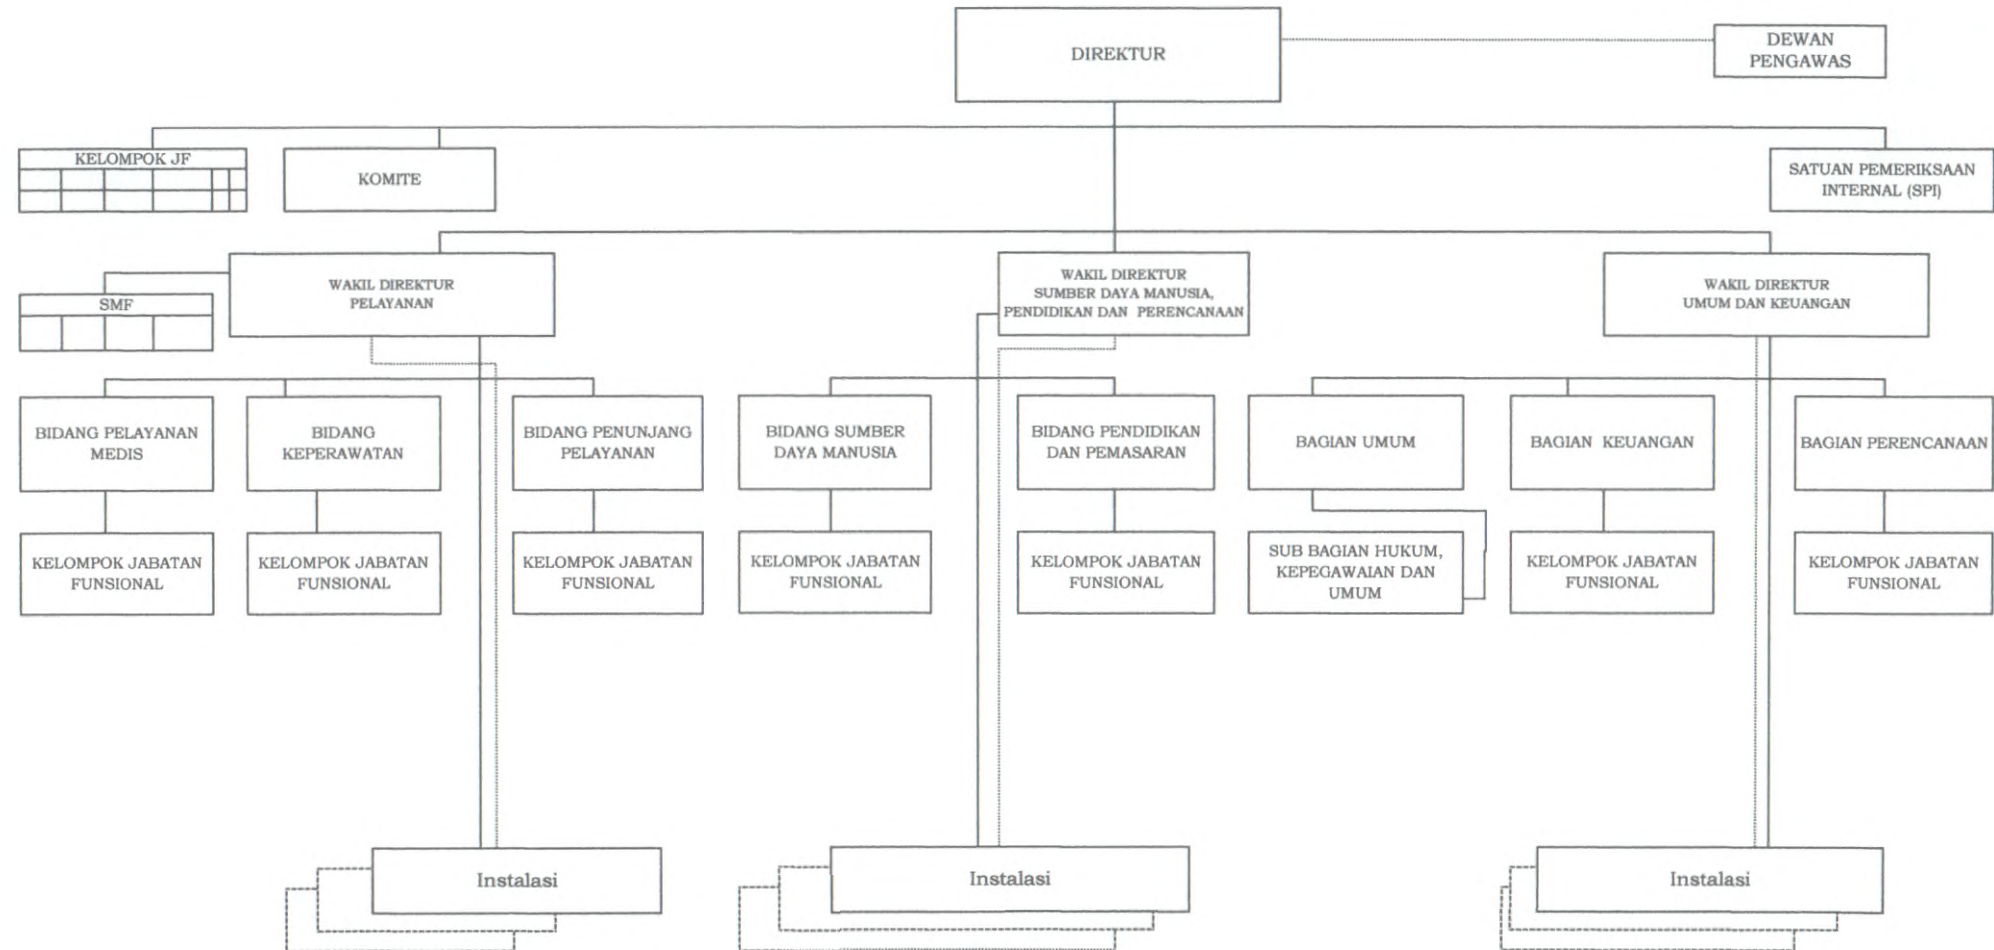 DIREKTUR
DEWAN
PENGAWAS
KELOMPOK JF
KOMITE
SATUAN PEMERIKSAAN
INTERNAL (SPI)
WAKIL DIREKTUR
PELAYANAN
SMF
WAKIL DIREKTUR
SUMBER DAYA MANUSIA,
PENDIDIKAN DAN PERENCANAAN
WAKIL DIREKTUR
UMUM DAN KEUANGAN
BIDANG PELAYANAN
MEDIS
BIDANG
KEPERAWATAN
BIDANG PENUNJANG
PELAYANAN
BIDANG SUMBER
DAYA MANUSIA
BIDANG PENDIDIKAN
DAN PEMASARAN
BAGIAN UMUM
BAGIAN KEUANGAN
BAGIAN PERENCANAAN
KELOMPOK JABATAN
FUNSIONAL
KELOMPOK JABATAN
FUNSIONAL
KELOMPOK JABATAN
FUNSIONAL
KELOMPOK JABATAN
FUNSIONAL
KELOMPOK JABATAN
FUNSIONAL
SUB BAGIAN HUKUM,
KEPEGAWAIAN DAN
UMUM
KELOMPOK JABATAN
FUNSIONAL
KELOMPOK JABATAN
FUNSIONAL
Instalasi
Instalasi
Instalasi